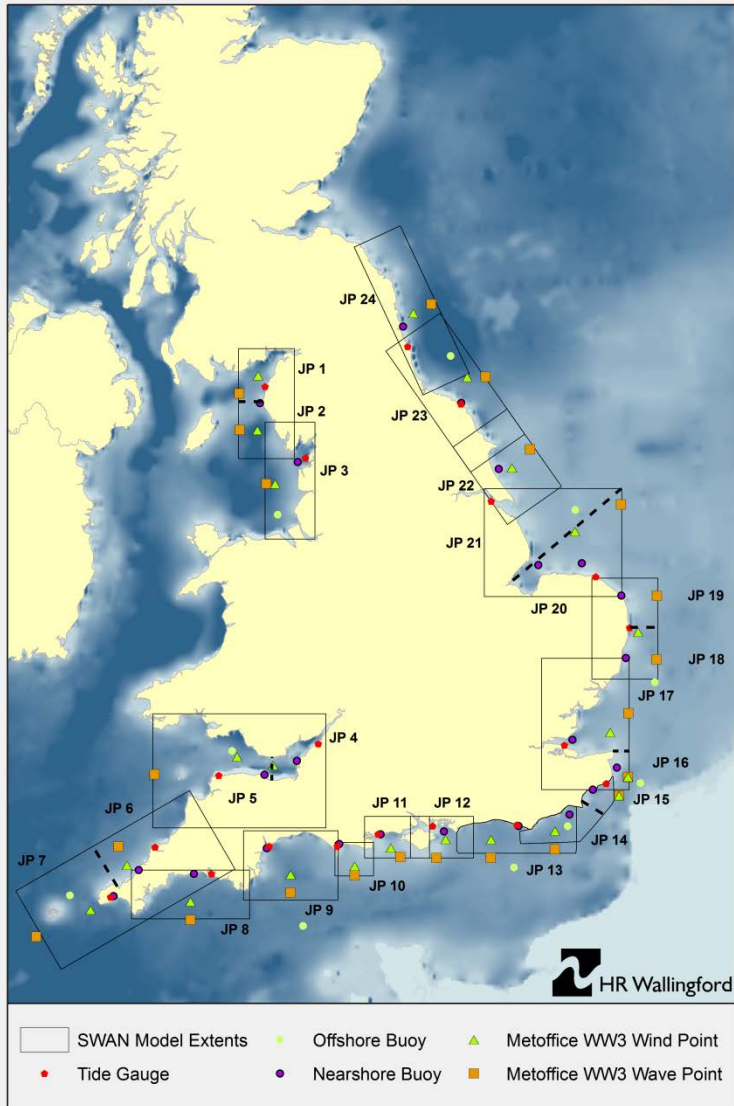 JP 24
JP 1
JP 2
JP 23
JP 3
JP 22
JP 21
JP 19
JP 20
JP 18
JP 17
JP 4
JP 16
JP 5
JP 6
JP 15
JP 11
JP 12
JP 14
JP 7
JP 13
JP 10
JP 9
JP 8
HR Wallingford
SWAN Model Extents
Offshore Buoy
Metoffice WW3 Wind Point
Tide Gauge
Nearshore Buoy
Metoffice WW3 Wave Point